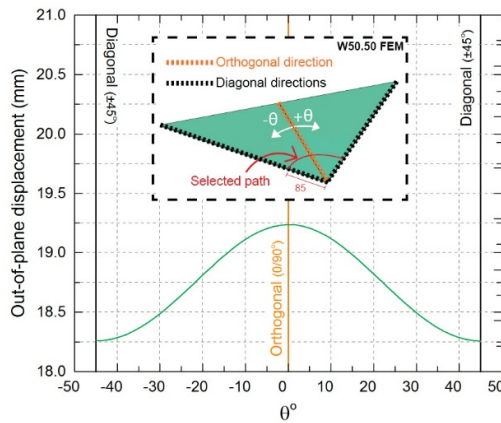 21.0
20.5
20.0
19.5
19.0
18.5
18.0
Out-of-plane displacement (mm)
Diagonal (±45°)
W50.50 FEM
Orthogonal direction
Diagonal directions
-θ +θ
Selected path
85
Orthogonal (0/90°)
Diagonal (±45°)
-50 -40 -30 -20 -10 0 10 20 30 40 50
θ°